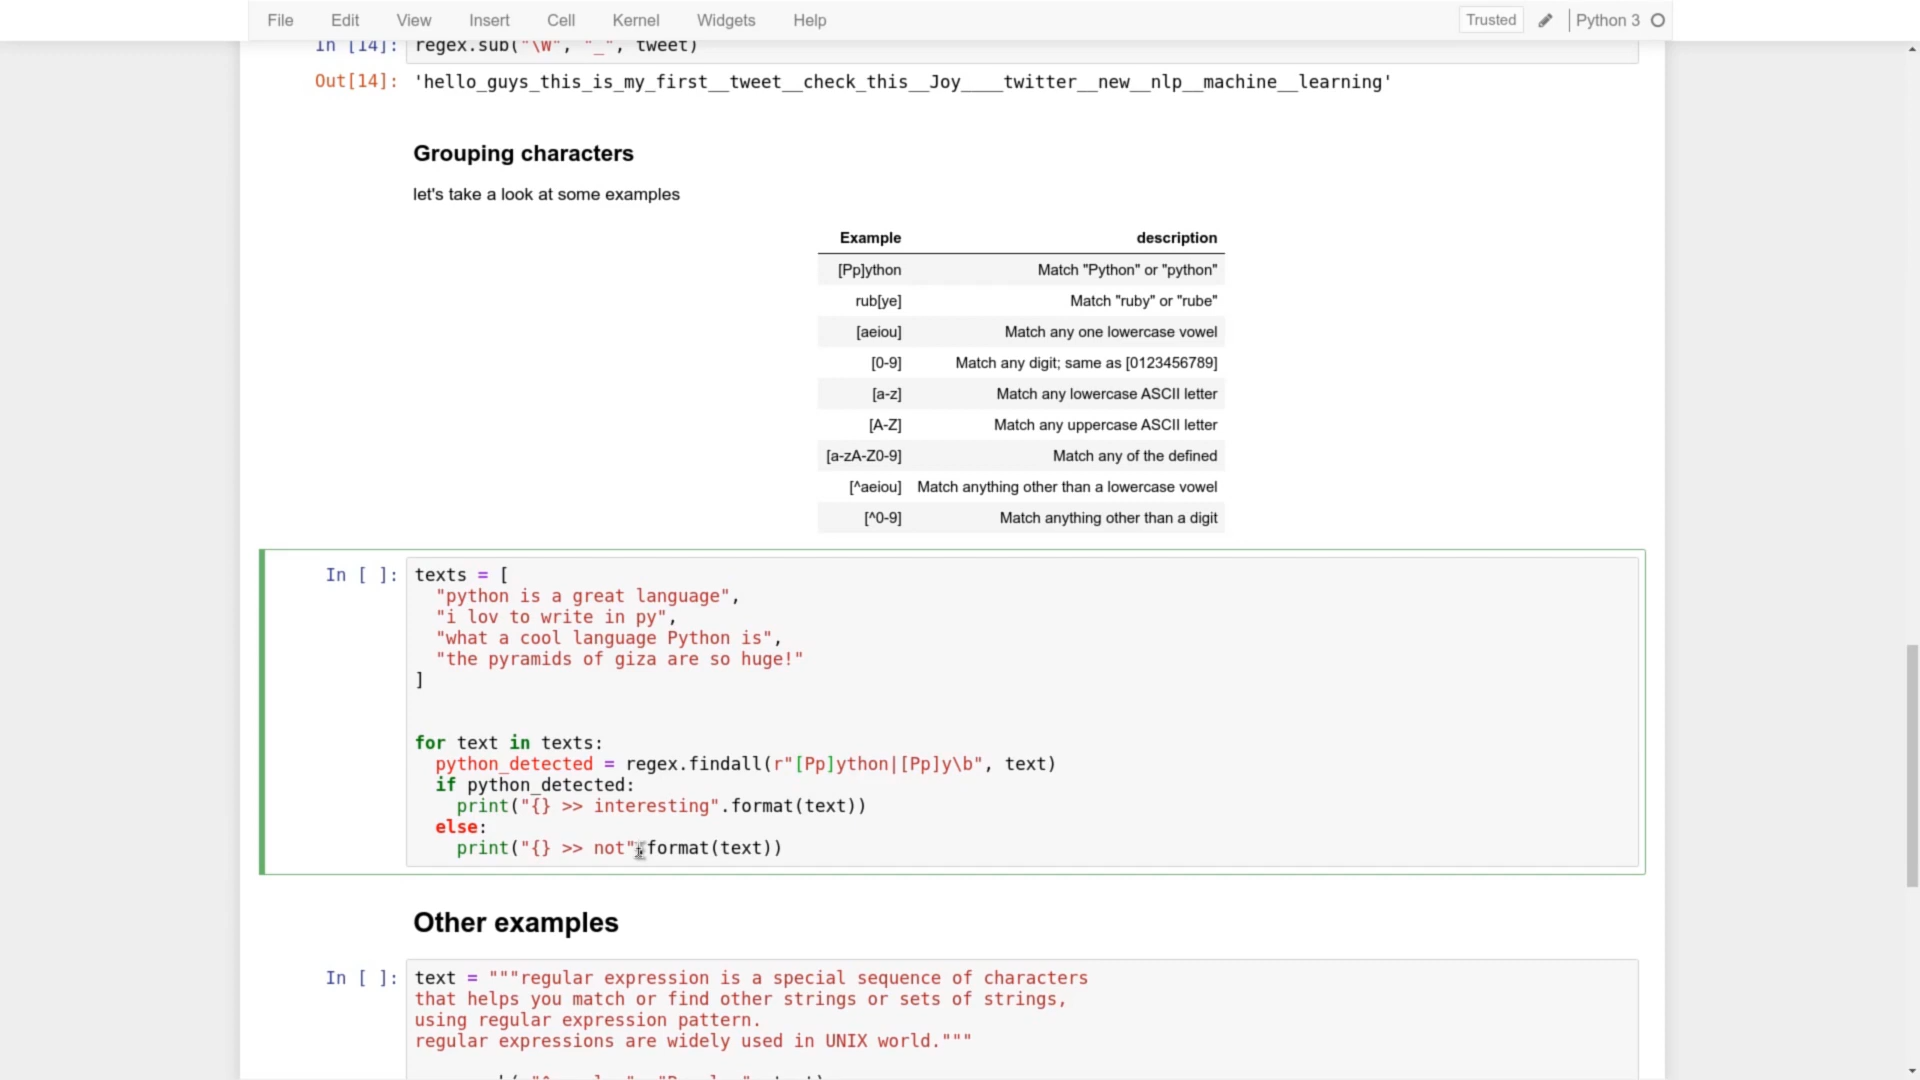 File Edit View Insert Cell Kernel Widgets Help Trusted Python 3
In [14]: regex.sub("\W", "_", tweet)
Out[14]: 'hello_guys_this_is_my_first__tweet__check_this__Joy____twitter__new__nlp__machine__learning'
Grouping characters
let's take a look at some examples
Example description
[Pp]ython Match "Python" or "python"
rub[ye] Match "ruby" or "rube"
[aeiou] Match any one lowercase vowel
[0-9] Match any digit; same as [0123456789]
[a-z] Match any lowercase ASCII letter
[A-Z] Match any uppercase ASCII letter
[a-zA-Z0-9] Match any of the defined
[^aeiou] Match anything other than a lowercase vowel
[^0-9] Match anything other than a digit
In [ ]: texts = [
"python is a great language",
"i lov to write in py",
"what a cool language Python is",
"the pyramids of giza are so huge!"
]
for text in texts:
python_detected = regex.findall(r"[Pp]ython|[Pp]y\b", text)
if python_detected:
print("{} >> interesting".format(text))
else:
print("{} >> not".format(text))
Other examples
In [ ]: text = """regular expression is a special sequence of characters
that helps you match or find other strings or sets of strings,
using regular expression pattern.
regular expressions are widely used in UNIX world."""